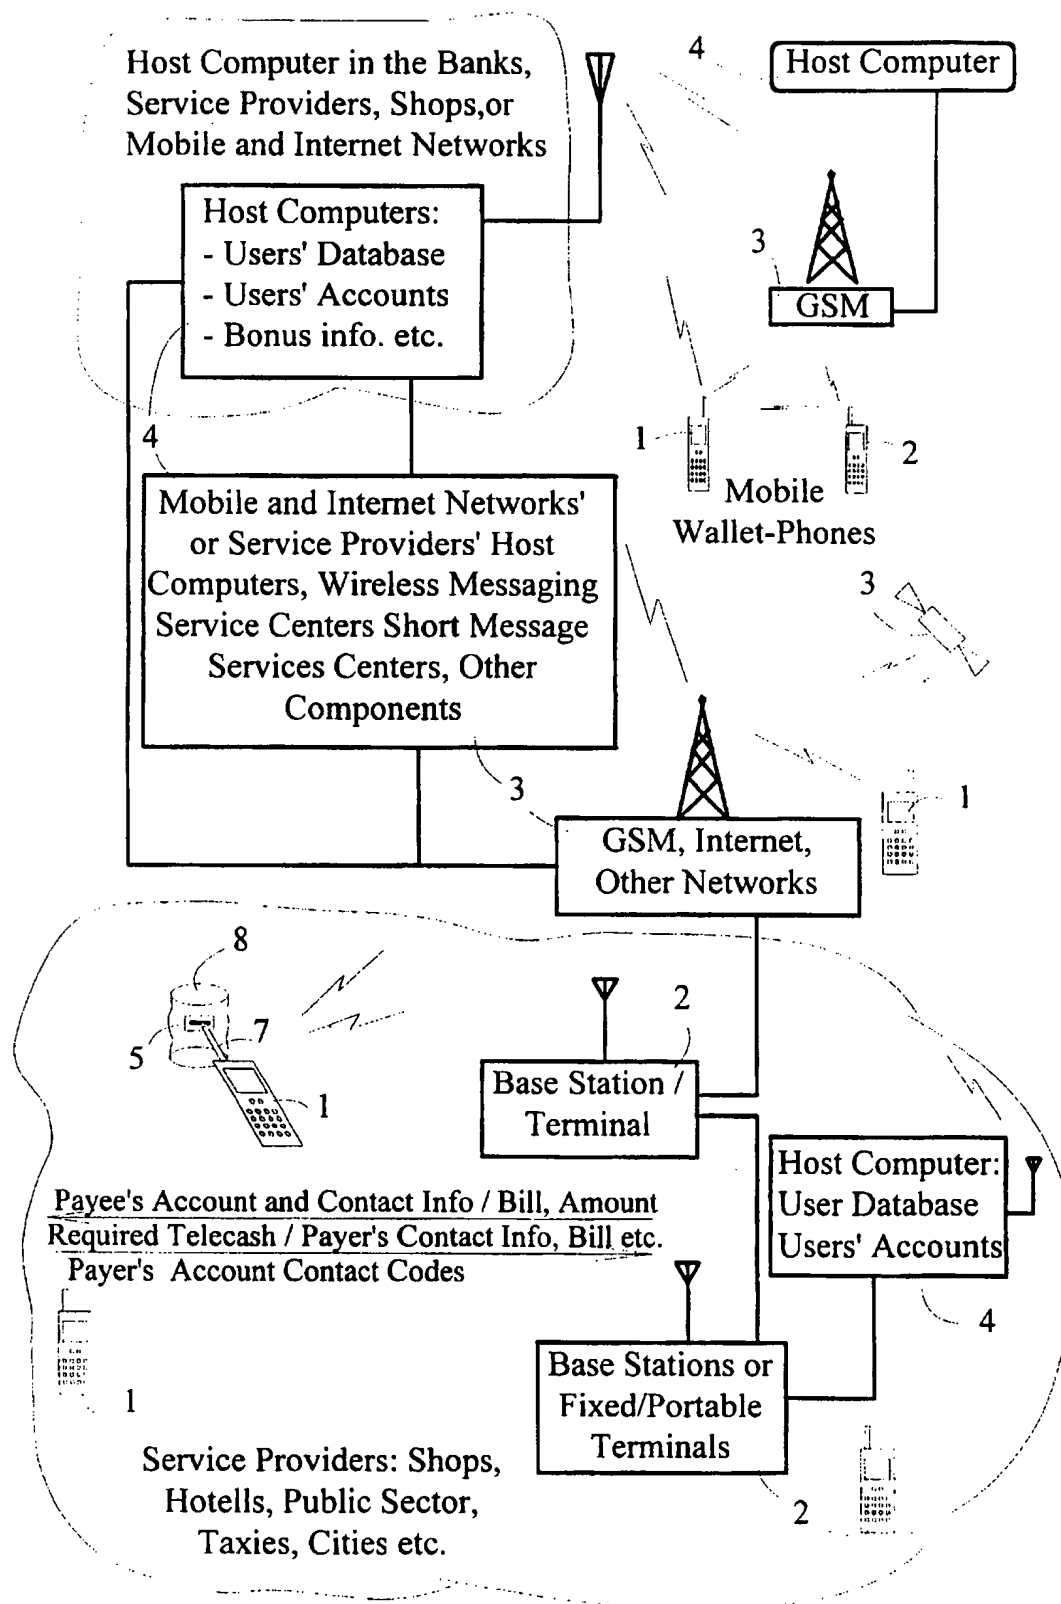 Host Computer in the Banks,
Service Providers, Shops,or
Mobile and Internet Networks
4
Host Computer
Host Computers:
- Users' Database
- Users' Accounts
- Bonus info. etc.
3
GSM
4
1
2
Mobile
Wallet-Phones
Mobile and Internet Networks'
or Service Providers' Host
Computers, Wireless Messaging
Service Centers Short Message
Services Centers, Other
Components
3
3
1
GSM, Internet,
Other Networks
8
5
7
1
2
Base Station /
Terminal
Host Computer:
User Database
Users' Accounts
4
Payee's Account and Contact Info / Bill, Amount
Required Telecash / Payer's Contact Info, Bill etc.
Payer's Account Contact Codes
1
Base Stations or
Fixed/Portable
Terminals
2
Service Providers: Shops,
Hotells, Public Sector,
Taxies, Cities etc.